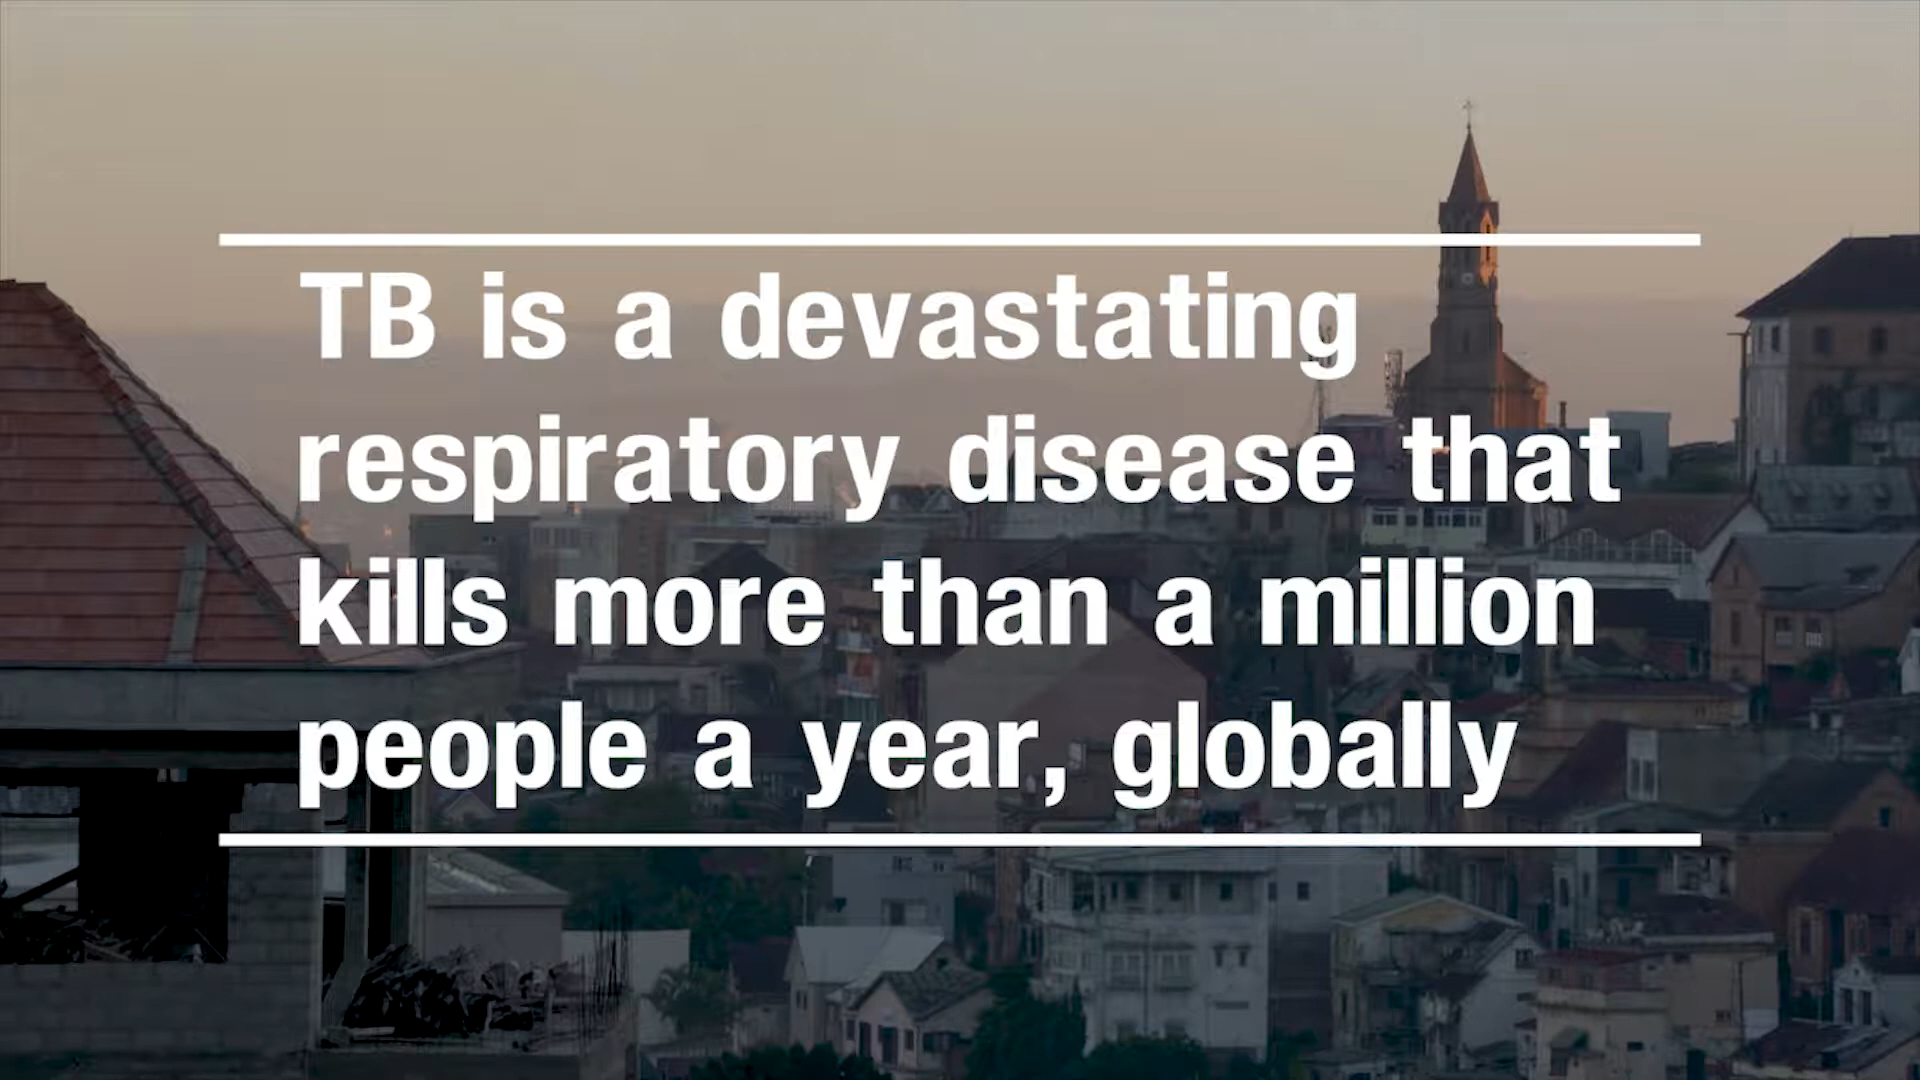 TB is a devastating
respiratory disease that
kills more than a million
people a year, globally